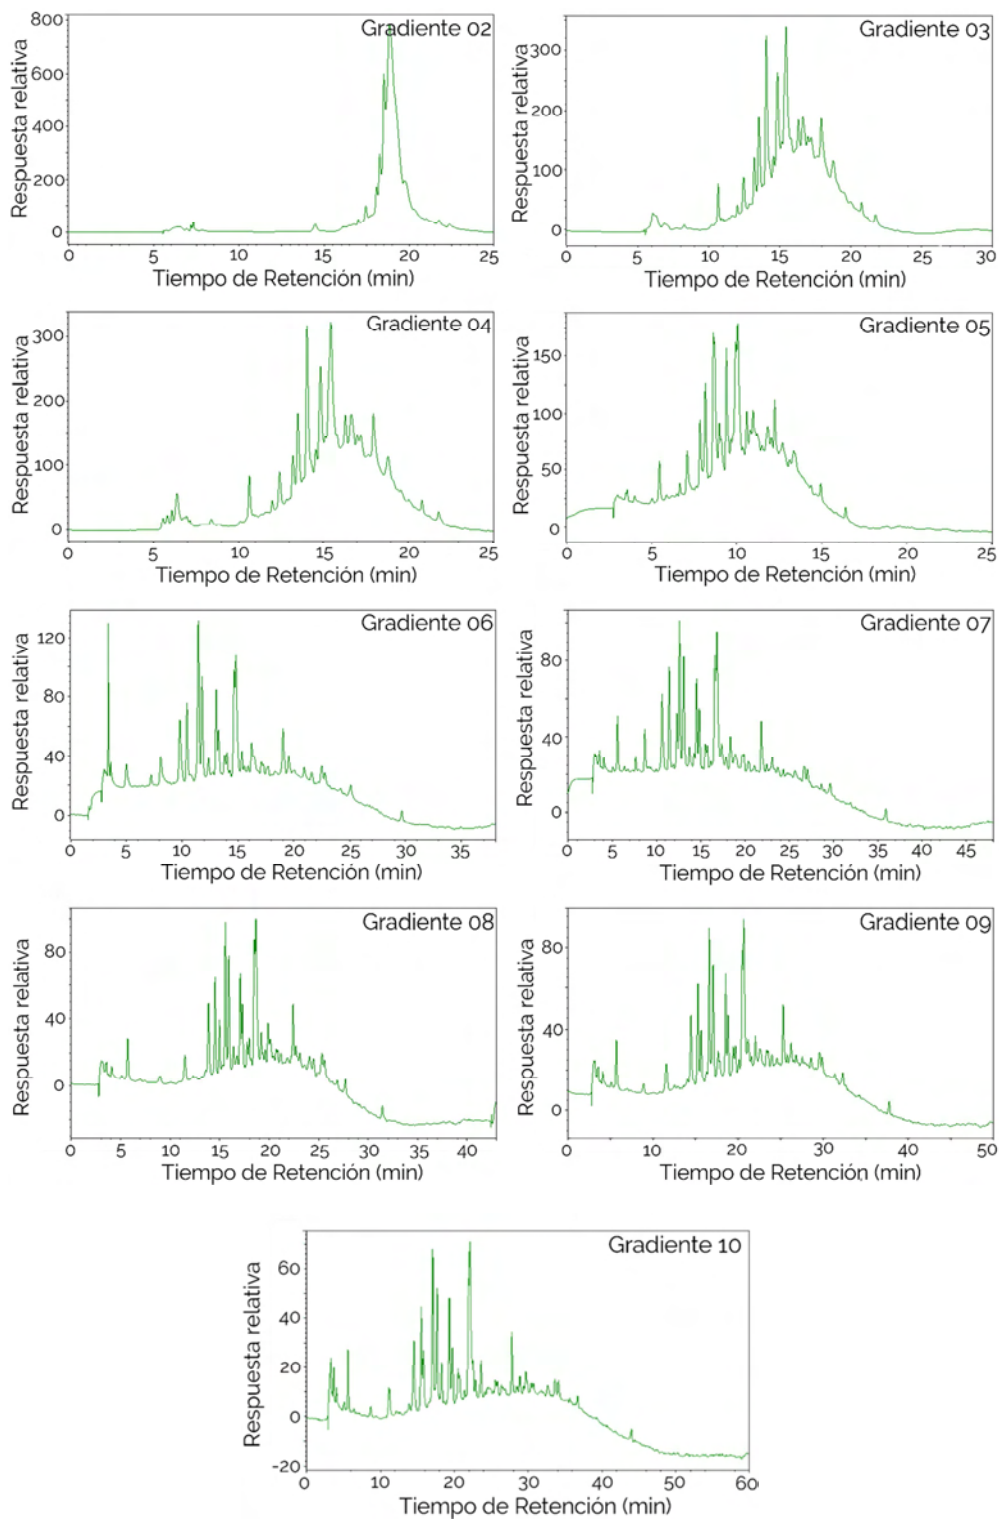 Gradiente 02
Respuesta relativa
800
600
400
200
0
0 5 10 15 20 25
Tiempo de Retención (min)
Gradiente 03
Respuesta relativa
300
200
100
0
0 5 10 15 20 25 30
Tiempo de Retención (min)
Gradiente 04
Respuesta relativa
300
200
100
0
0 5 10 15 20 25
Tiempo de Retención (min)
Gradiente 05
Respuesta relativa
150
100
50
0
0 5 10 15 20 25
Tiempo de Retención (min)
Gradiente 06
Respuesta relativa
120
80
40
0
0 5 10 15 20 25 30 35
Tiempo de Retención (min)
Gradiente 07
Respuesta relativa
80
40
0
0 5 10 15 20 25 30 35 40 45
Tiempo de Retención (min)
Gradiente 08
Respuesta relativa
80
40
0
0 5 10 15 20 25 30 35 40
Tiempo de Retención (min)
Gradiente 09
Respuesta relativa
80
40
0
0 10 20 30 40 50
Tiempo de Retención (min)
Gradiente 10
Respuesta relativa
60
40
20
0
-20
0 10 20 30 40 50 60
Tiempo de Retención (min)